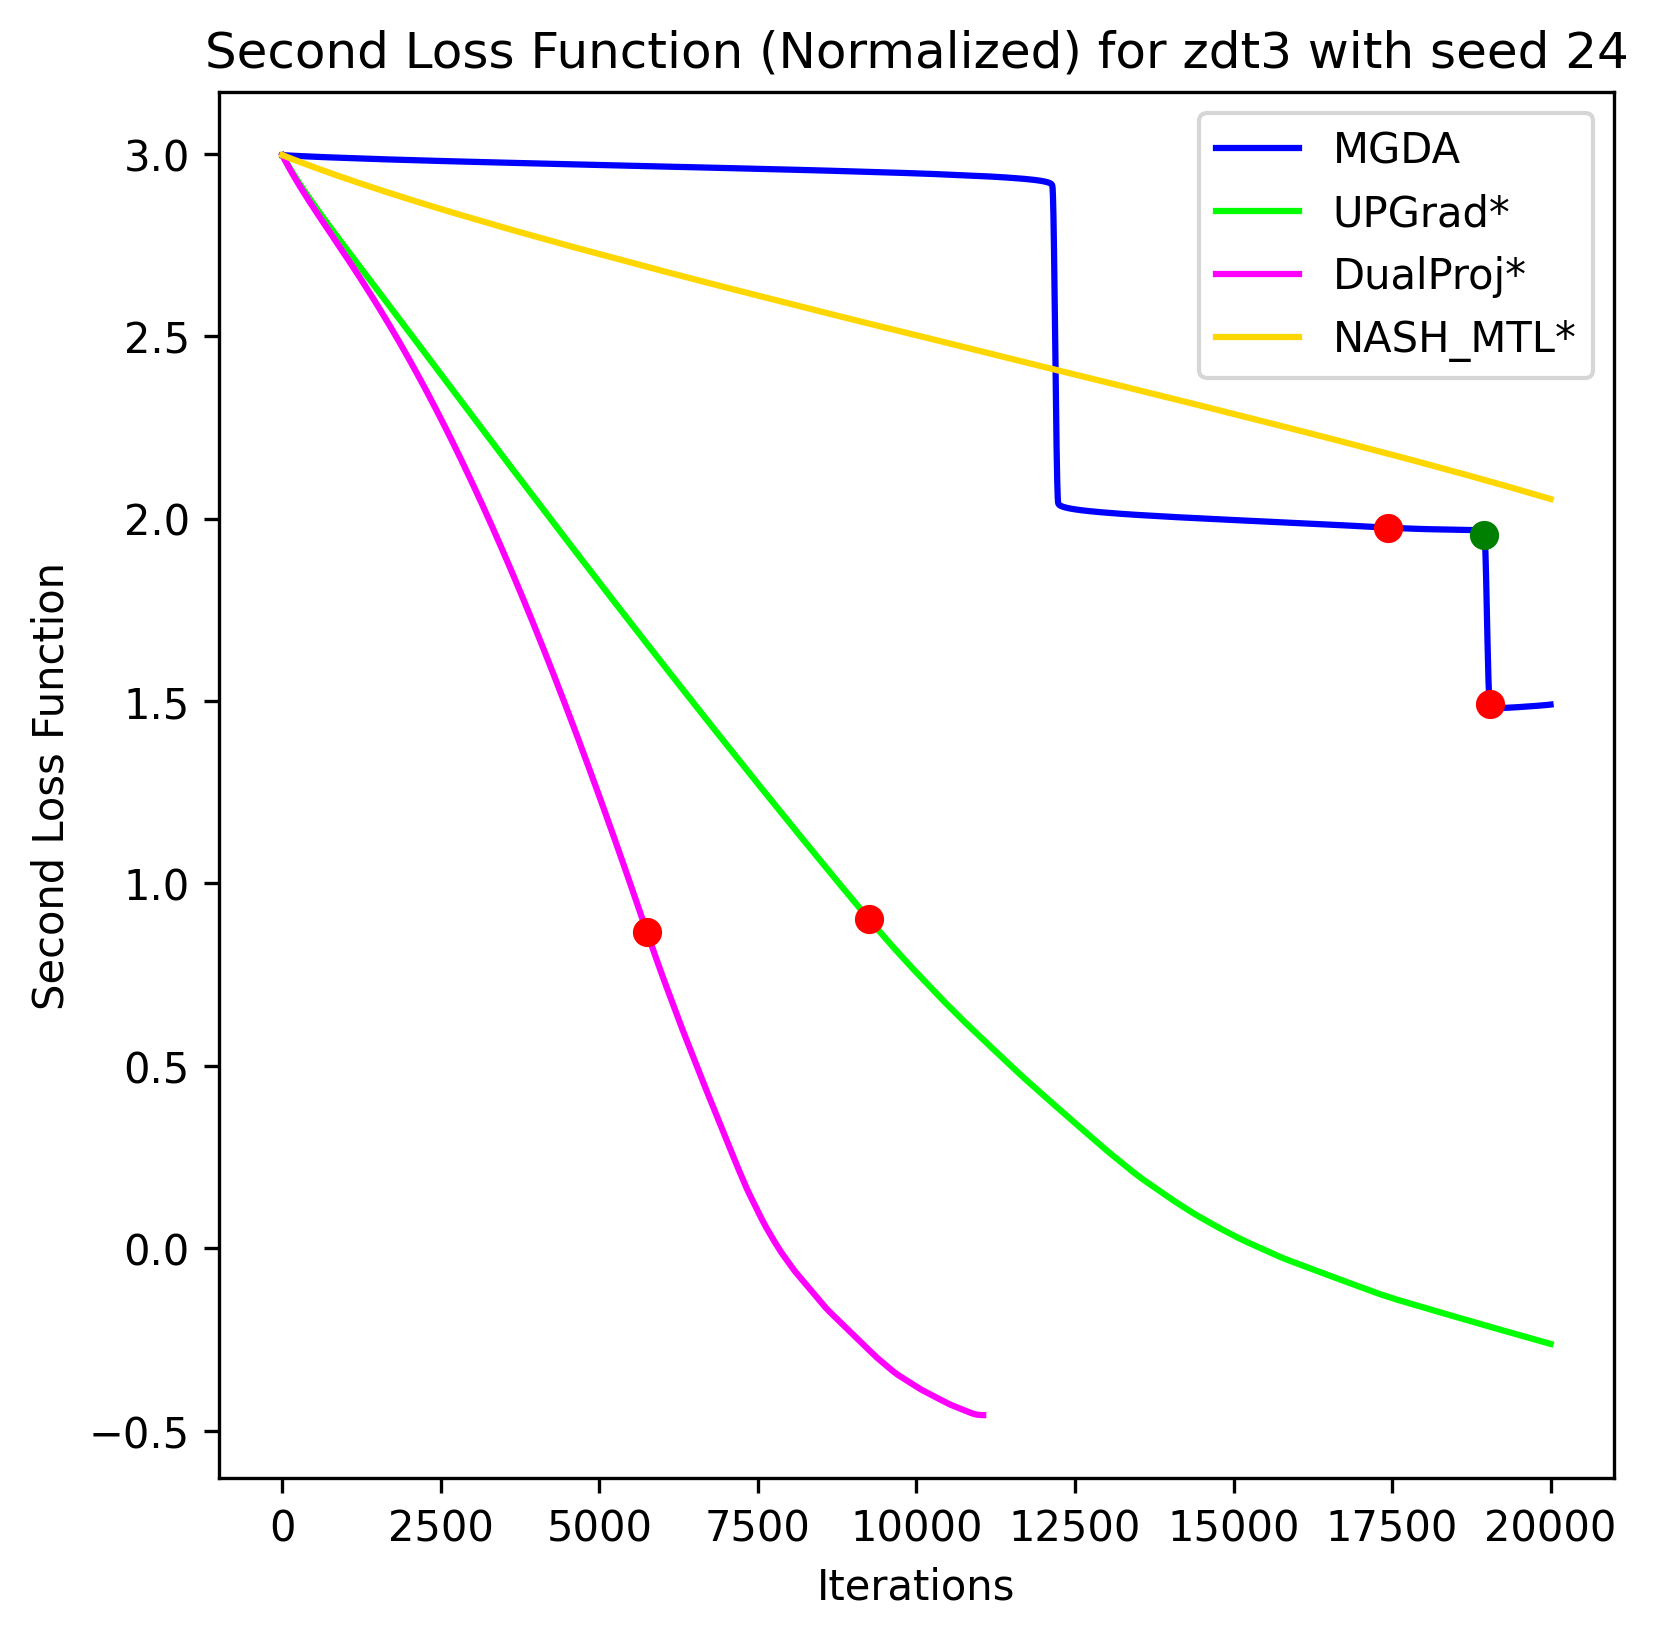 Second Loss Function (Normalized) for zdt3 with seed 24
MGDA
UPGrad*
DualProj*
NASH_MTL*
Second Loss Function
3.0
2.5
2.0
1.5
1.0
0.5
0.0
−0.5
0 2500 5000 7500 10000 12500 15000 17500 20000
Iterations